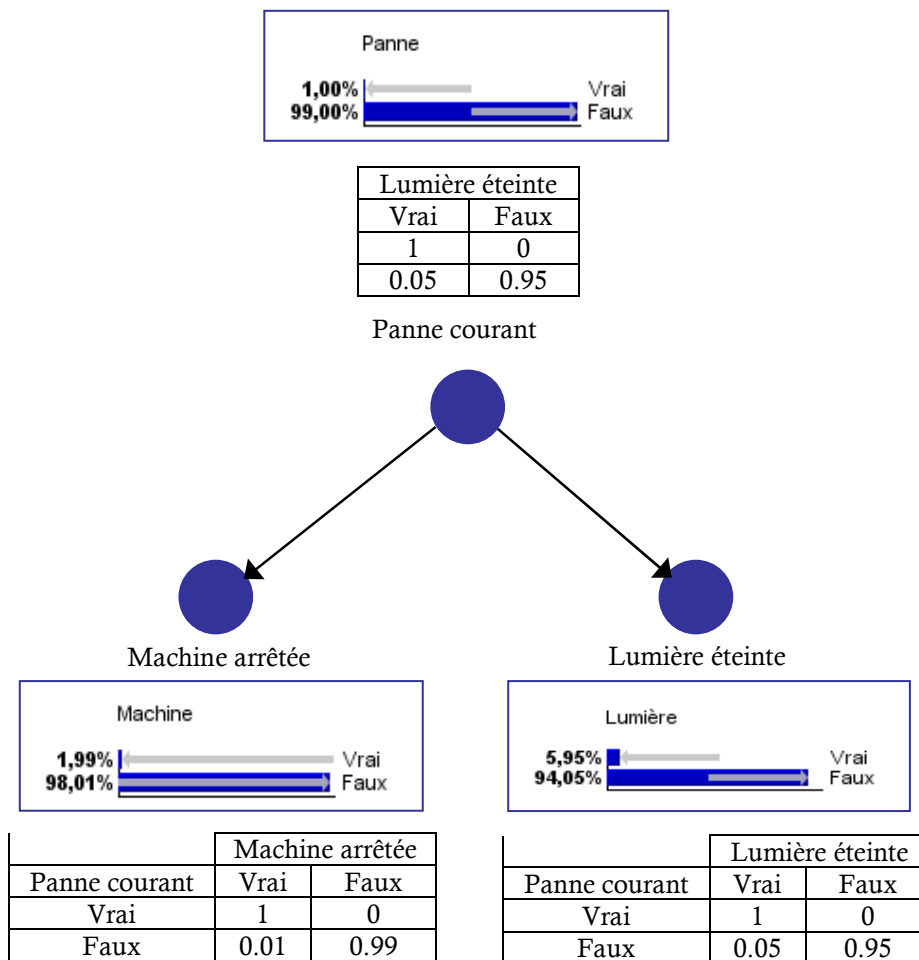 Panne
1,00% Vrai
99,00% Faux
Lumière éteinte
Vrai Faux
1 0
0.05 0.95
Panne courant
Machine arrêtée
Lumière éteinte
Machine
1,99% Vrai
98,01% Faux
Lumière
5,95% Vrai
94,05% Faux
Machine arrêtée
Panne courant Vrai Faux
Vrai 1 0
Faux 0.01 0.99
Lumière éteinte
Panne courant Vrai Faux
Vrai 1 0
Faux 0.05 0.95